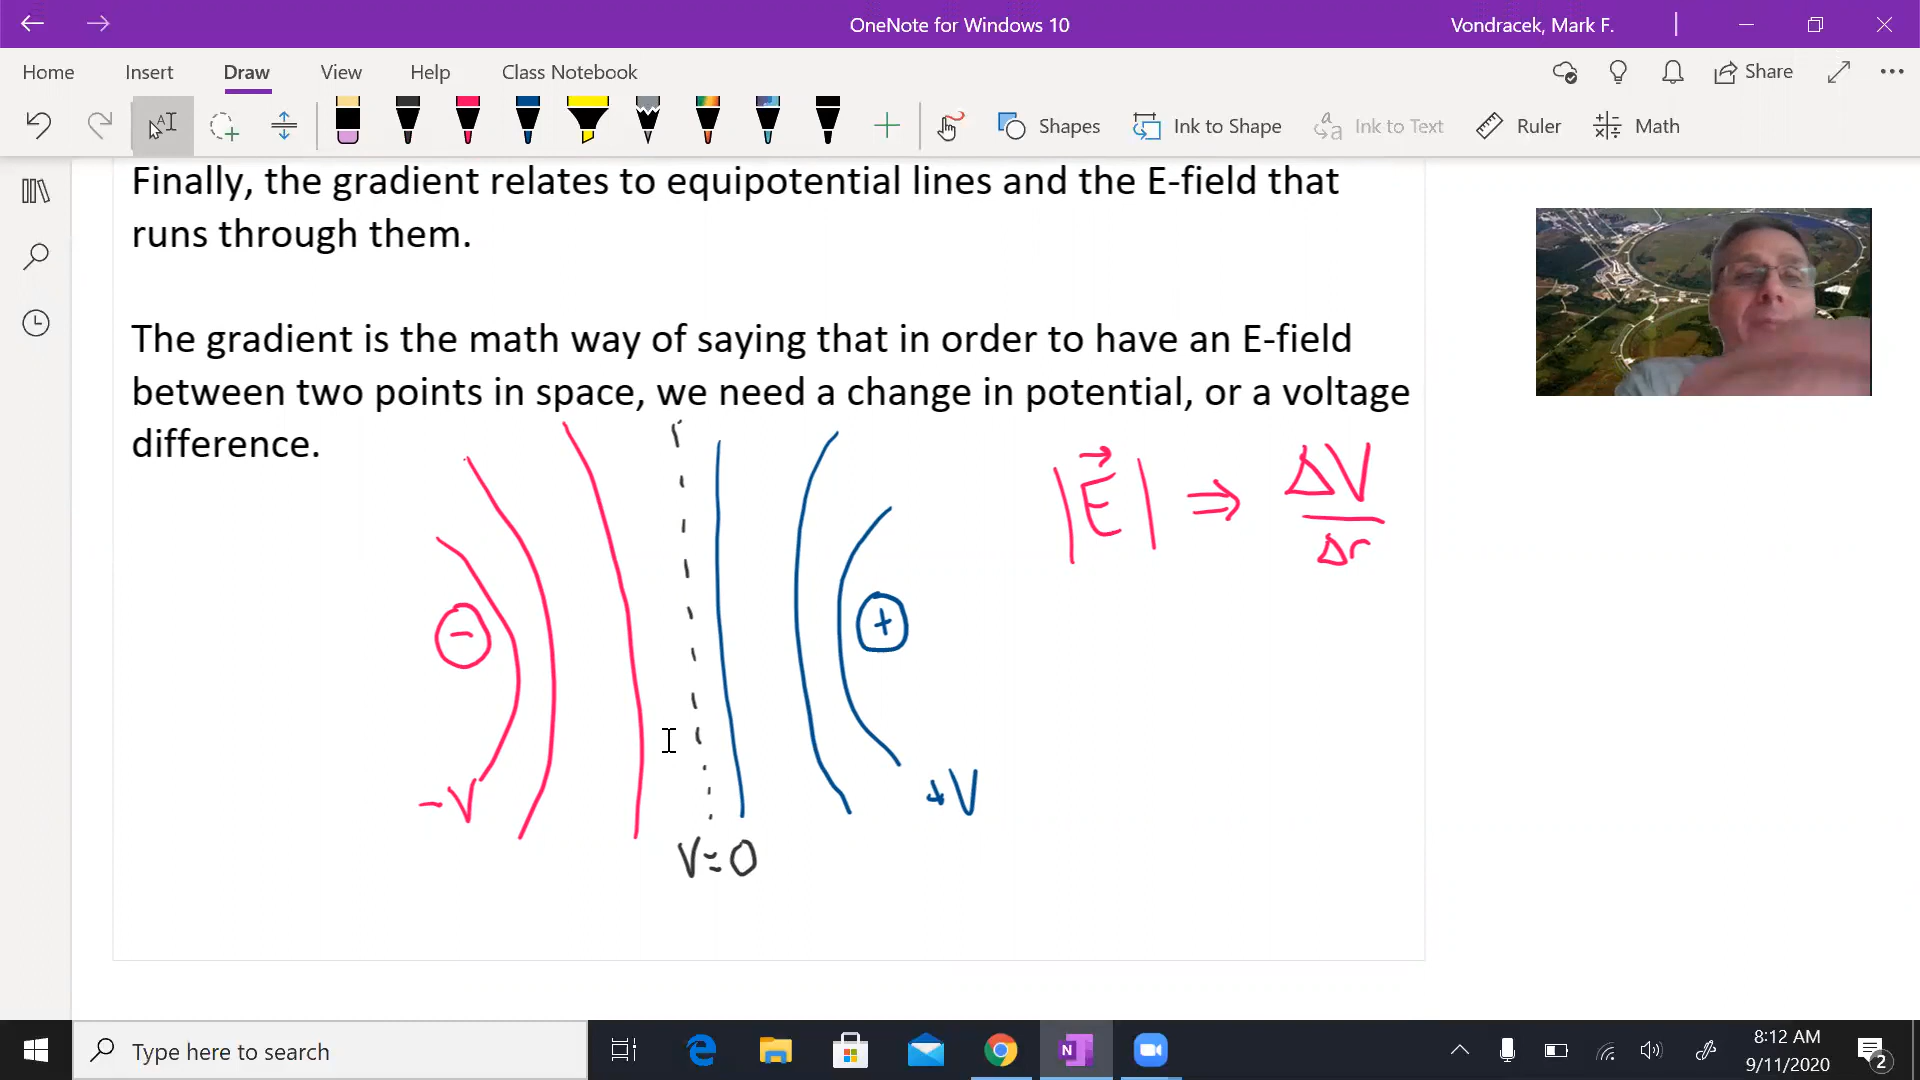 OneNote for Windows 10
Vondracek, Mark F.
Home Insert Draw View Help Class Notebook
Share
Shapes Ink to Shape Ink to Text Ruler Math
Finally, the gradient relates to equipotential lines and the E-field that
runs through them.
The gradient is the math way of saying that in order to have an E-field
between two points in space, we need a change in potential, or a voltage
difference.
|E⃗| ⇒ ΔV/Δr
−
+
−V
+V
V=0
Type here to search
N
8:12 AM
9/11/2020
2